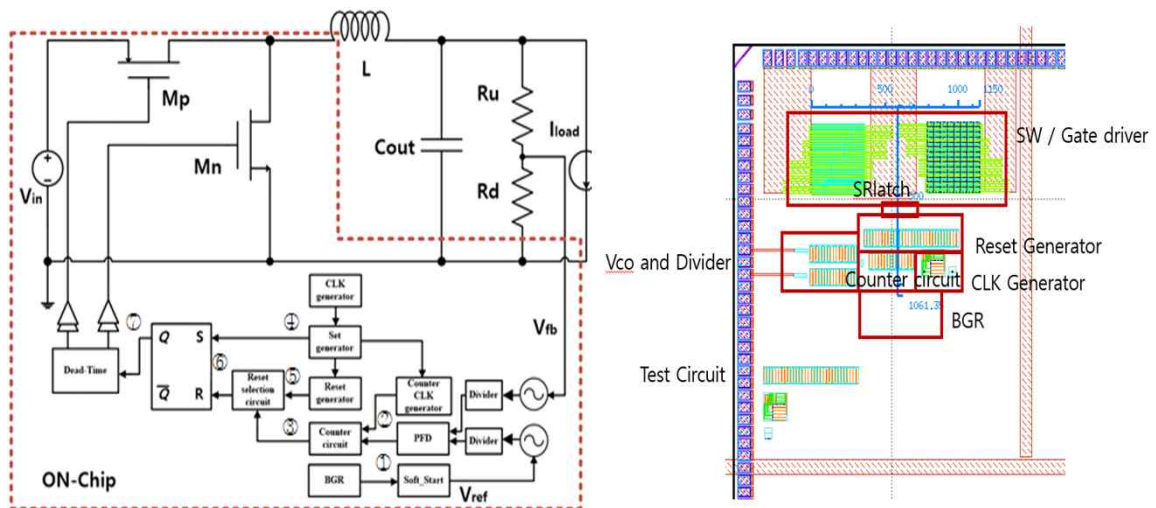 L
Mp
Mn
Vin
+
−
Cout
Ru
Rd
Iload
Vfb
CLK
generator
④
Set
generator
⑦
Q
S
Q
R
⑥
Dead-Time
⑤
Reset
selection
circuit
Reset
generator
Counter
CLK
generator
②
Divider
③
Counter
circuit
PFD
Divider
BGR
①
Soft_Start
Vref
ON-Chip
0
500
1000
1150
SW / Gate driver
SRlatch
Reset Generator
Vco and Divider
Counter circuit
CLK Generator
BGR
Test Circuit